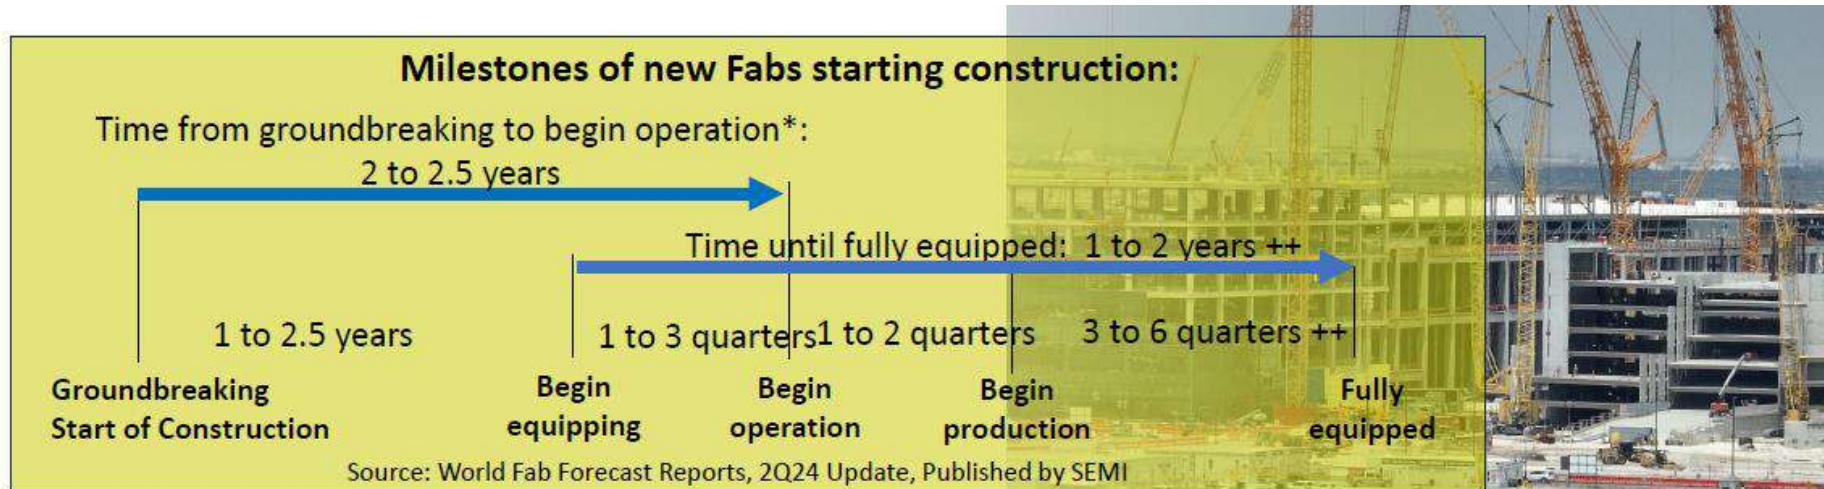 Milestones of new Fabs starting construction:
Time from groundbreaking to begin operation*:
2 to 2.5 years
Time until fully equipped: 1 to 2 years ++
1 to 2.5 years
1 to 3 quarters
1 to 2 quarters
3 to 6 quarters ++
Groundbreaking
Start of Construction
Begin
equipping
Begin
operation
Begin
production
Fully
equipped
Source: World Fab Forecast Reports, 2Q24 Update, Published by SEMI